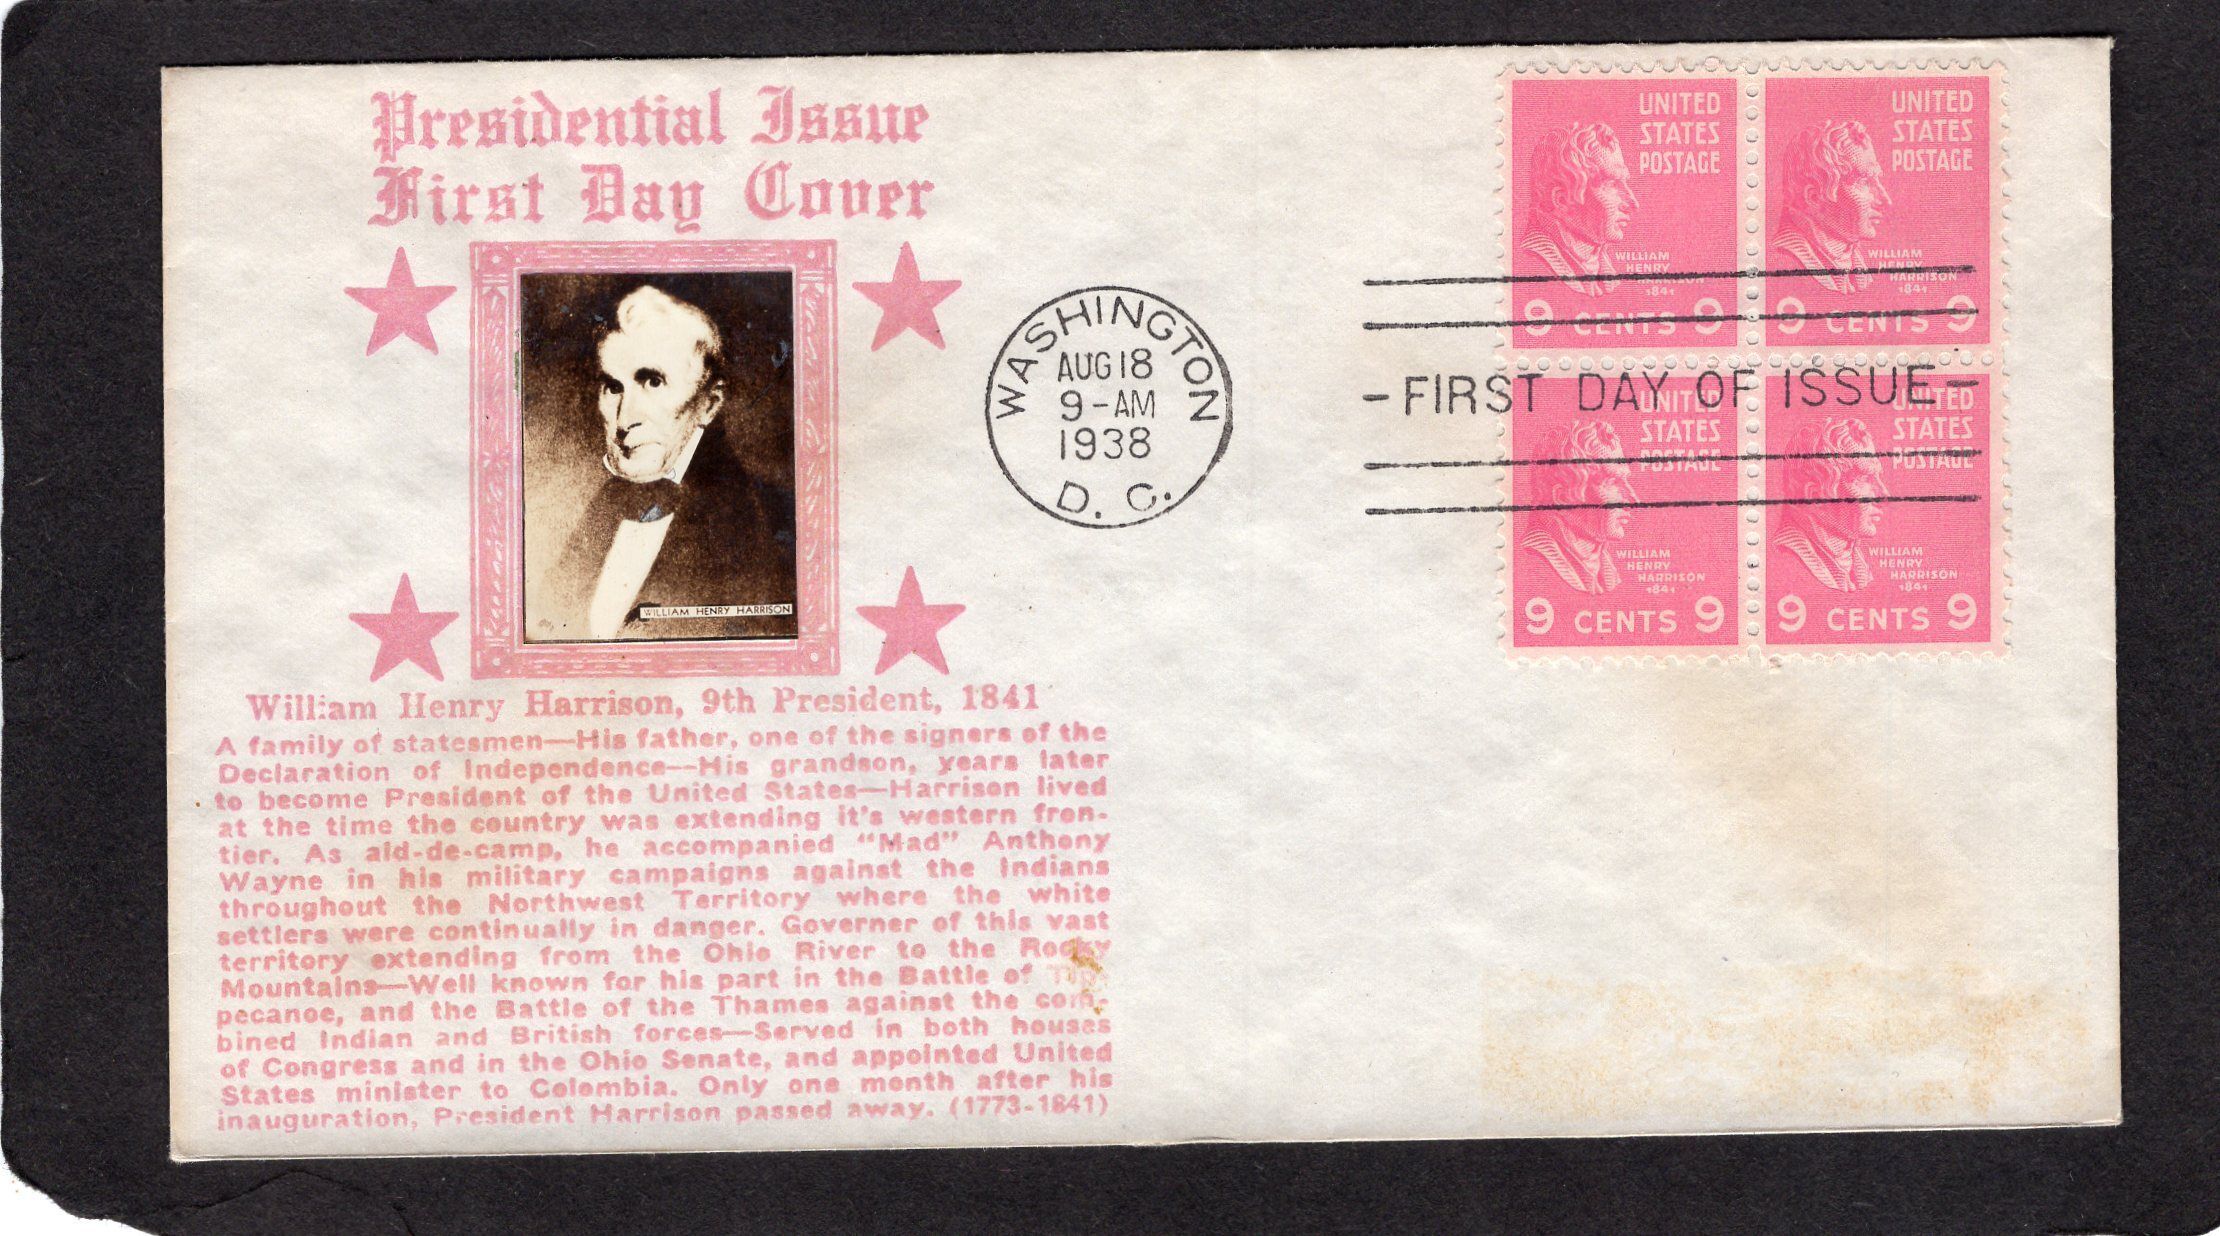 Presidential Issue
First Day Cover
WILLIAM HENRY HARRISON
William Henry Harrison, 9th President, 1841
A family of statesmen—His father, one of the signers of the
Declaration of Independence—His grandson, years later
to become President of the United States—Harrison lived
at the time the country was extending it's western fron-
tier. As aid-de-camp, he accompanied "Mad" Anthony
Wayne in his military campaigns against the Indians
throughout the Northwest Territory where the white
settlers were continually in danger. Governer of this vast
territory extending from the Ohio River to the Rocky
Mountains—Well known for his part in the Battle of Tip-
pecanoe, and the Battle of the Thames against the com-
bined Indian and British forces—Served in both houses
of Congress and in the Ohio Senate, and appointed United
States minister to Colombia. Only one month after his
inauguration, President Harrison passed away. (1773-1841)
WASHINGTON
AUG 18
9-AM
1938
D. C.
UNITED
STATES
POSTAGE
WILLIAM
HENRY
HARRISON
1841
9 CENTS 9
UNITED
STATES
POSTAGE
WILLIAM
HENRY
HARRISON
1841
9 CENTS 9
-FIRST DAY OF ISSUE-
UNITED
STATES
POSTAGE
WILLIAM
HENRY
HARRISON
1841
9 CENTS 9
UNITED
STATES
POSTAGE
WILLIAM
HENRY
HARRISON
1841
9 CENTS 9